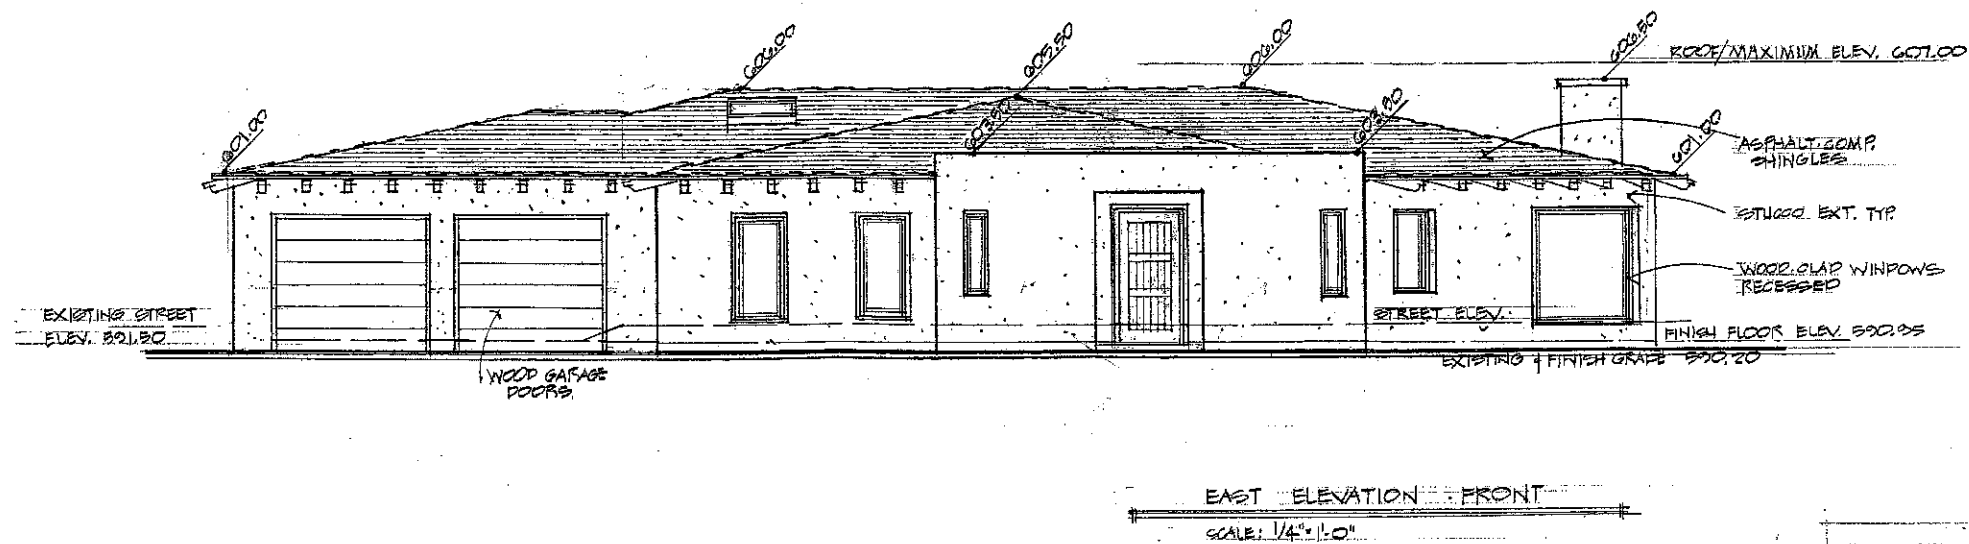 606.00
605.50
606.00
606.50
ROOF/MAXIMUM ELEV. 607.00
601.00
603.50
603.50
601.00
ASPHALT COMP.
SHINGLES
STUCCO EXT. TYP.
WOOD CLAD WINDOWS
RECESSED
EXISTING STREET
ELEV. 591.50
STREET ELEV.
FINISH FLOOR ELEV. 590.95
EXISTING & FINISH GRADE 590.20
WOOD GARAGE
DOORS.
EAST ELEVATION - FRONT
SCALE: 1/4"=1'-0"